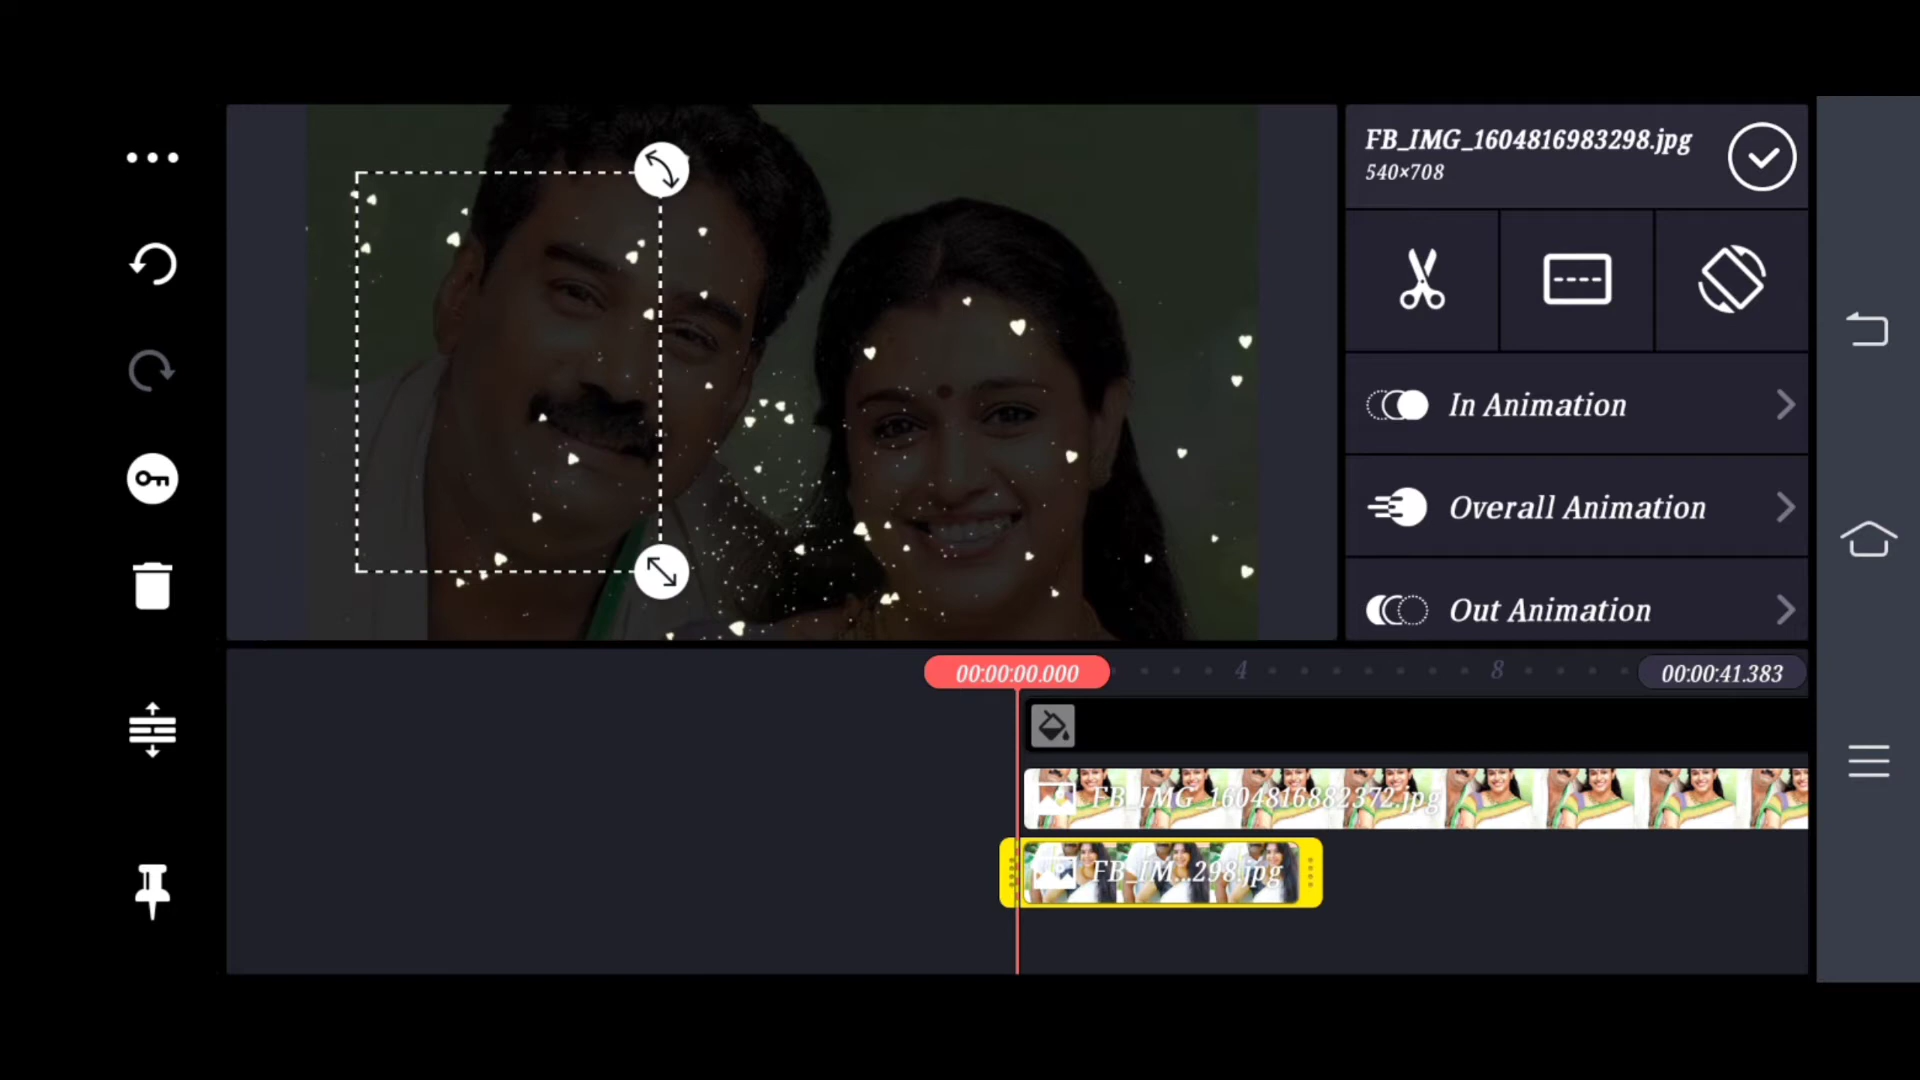 FB_IMG_1604816983298.jpg
540×708
In Animation
Overall Animation
Out Animation
00:00:00.000
4
8
00:00:41.383
FB_IMG_1604816882372.jpg
FB_IM...298.jpg